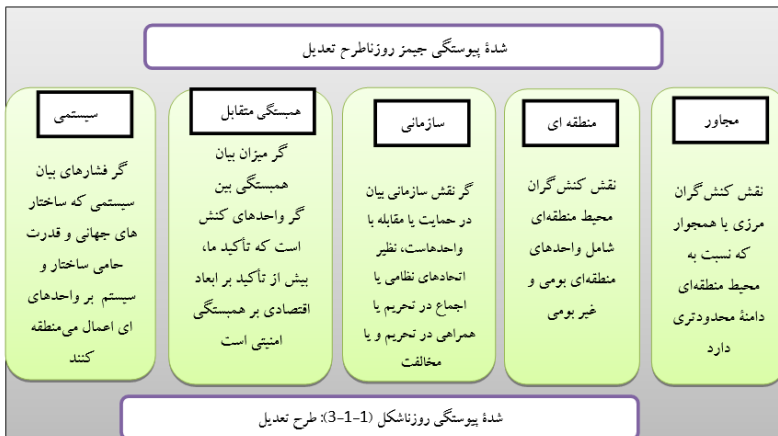 شدۀ پیوستگی جیمز روزناطرح تعدیل
مجاور
نقش کنش‌گران
مرزی یا همجوار
که نسبت به
محیط منطقه‌ای
دامنۀ محدودتری
دارد
منطقه ای
نقش کنش‌گران
محیط منطقه‌ای
شامل واحدهای
منطقه‌ای بومی و
غیر بومی
سازمانی
گر نقش سازمانی بیان
در حمایت یا مقابله با
واحدهاست، نظیر
اتحادهای نظامی یا
اجماع در تحریم یا
همراهی در تحریم و یا
مخالفت
همبستگی متقابل
گر میزان بیان
همبستگی بین
گر واحدهای کنش
است که تأکید ما،
بیش از تأکید بر ابعاد
اقتصادی بر همبستگی
امنیتی است
سیستمی
گر فشارهای بیان
سیستمی که ساختار
های جهانی و قدرت
حامی ساختار و
سیستم بر واحدهای
ای اعمال می‌منطقه
کنند
شدۀ پیوستگی روزناشکل (1-1-3): طرح تعدیل